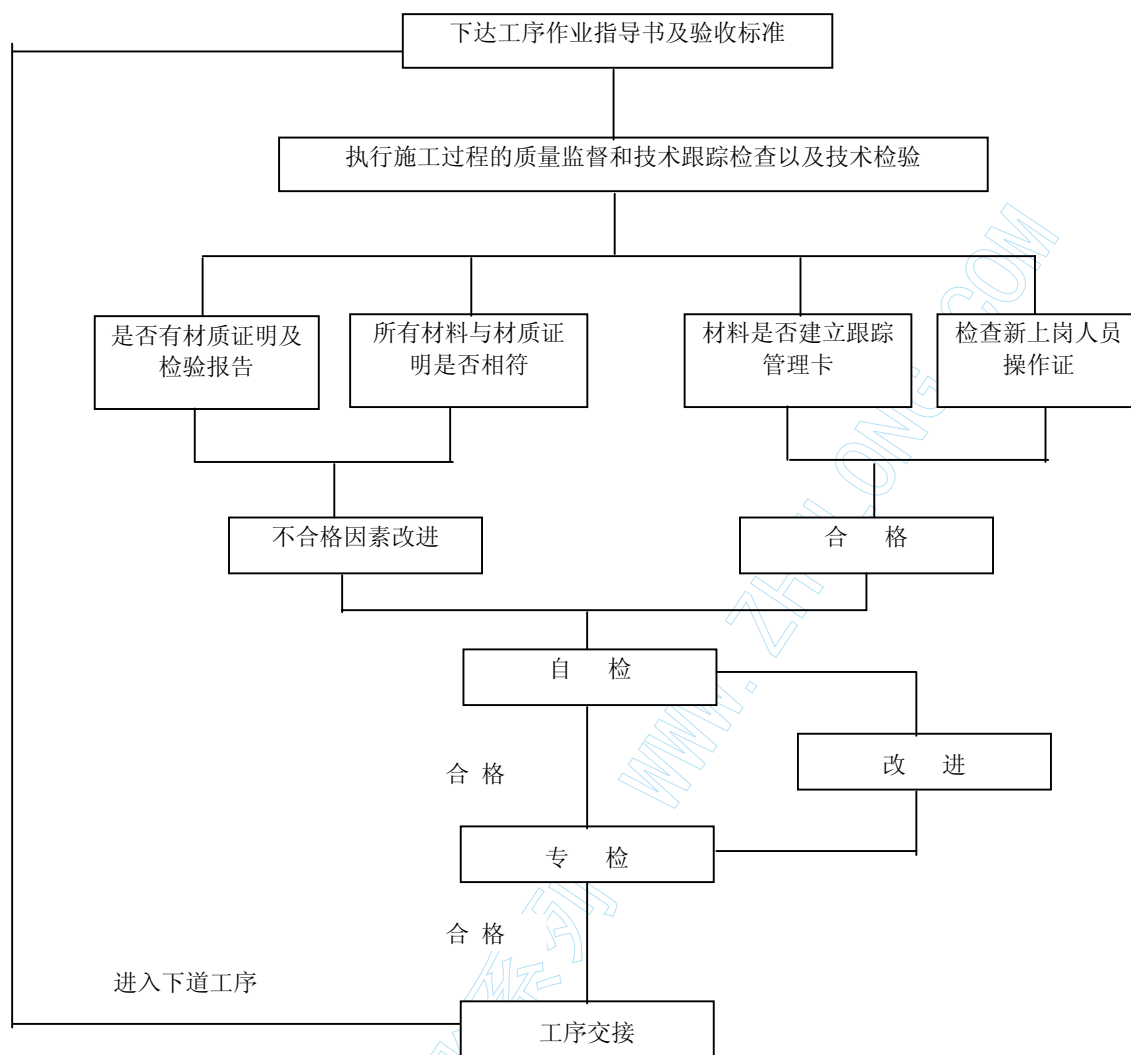 下达工序作业指导书及验收标准
执行施工过程的质量监督和技术跟踪检查以及技术检验
是否有材质证明及
检验报告
所有材料与材质证
明是否相符
材料是否建立跟踪
管理卡
检查新上岗人员
操作证
不合格因素改进
合 格
自 检
改 进
合 格
专 检
合 格
进入下道工序
工序交接